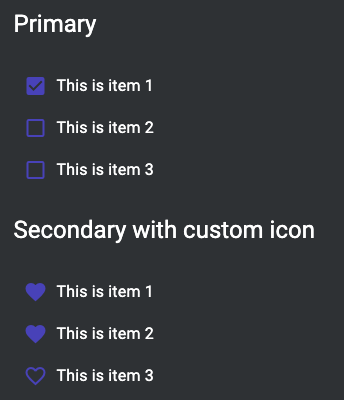 Primary
This is item 1
This is item 2
This is item 3
Secondary with custom icon
This is item 1
This is item 2
This is item 3